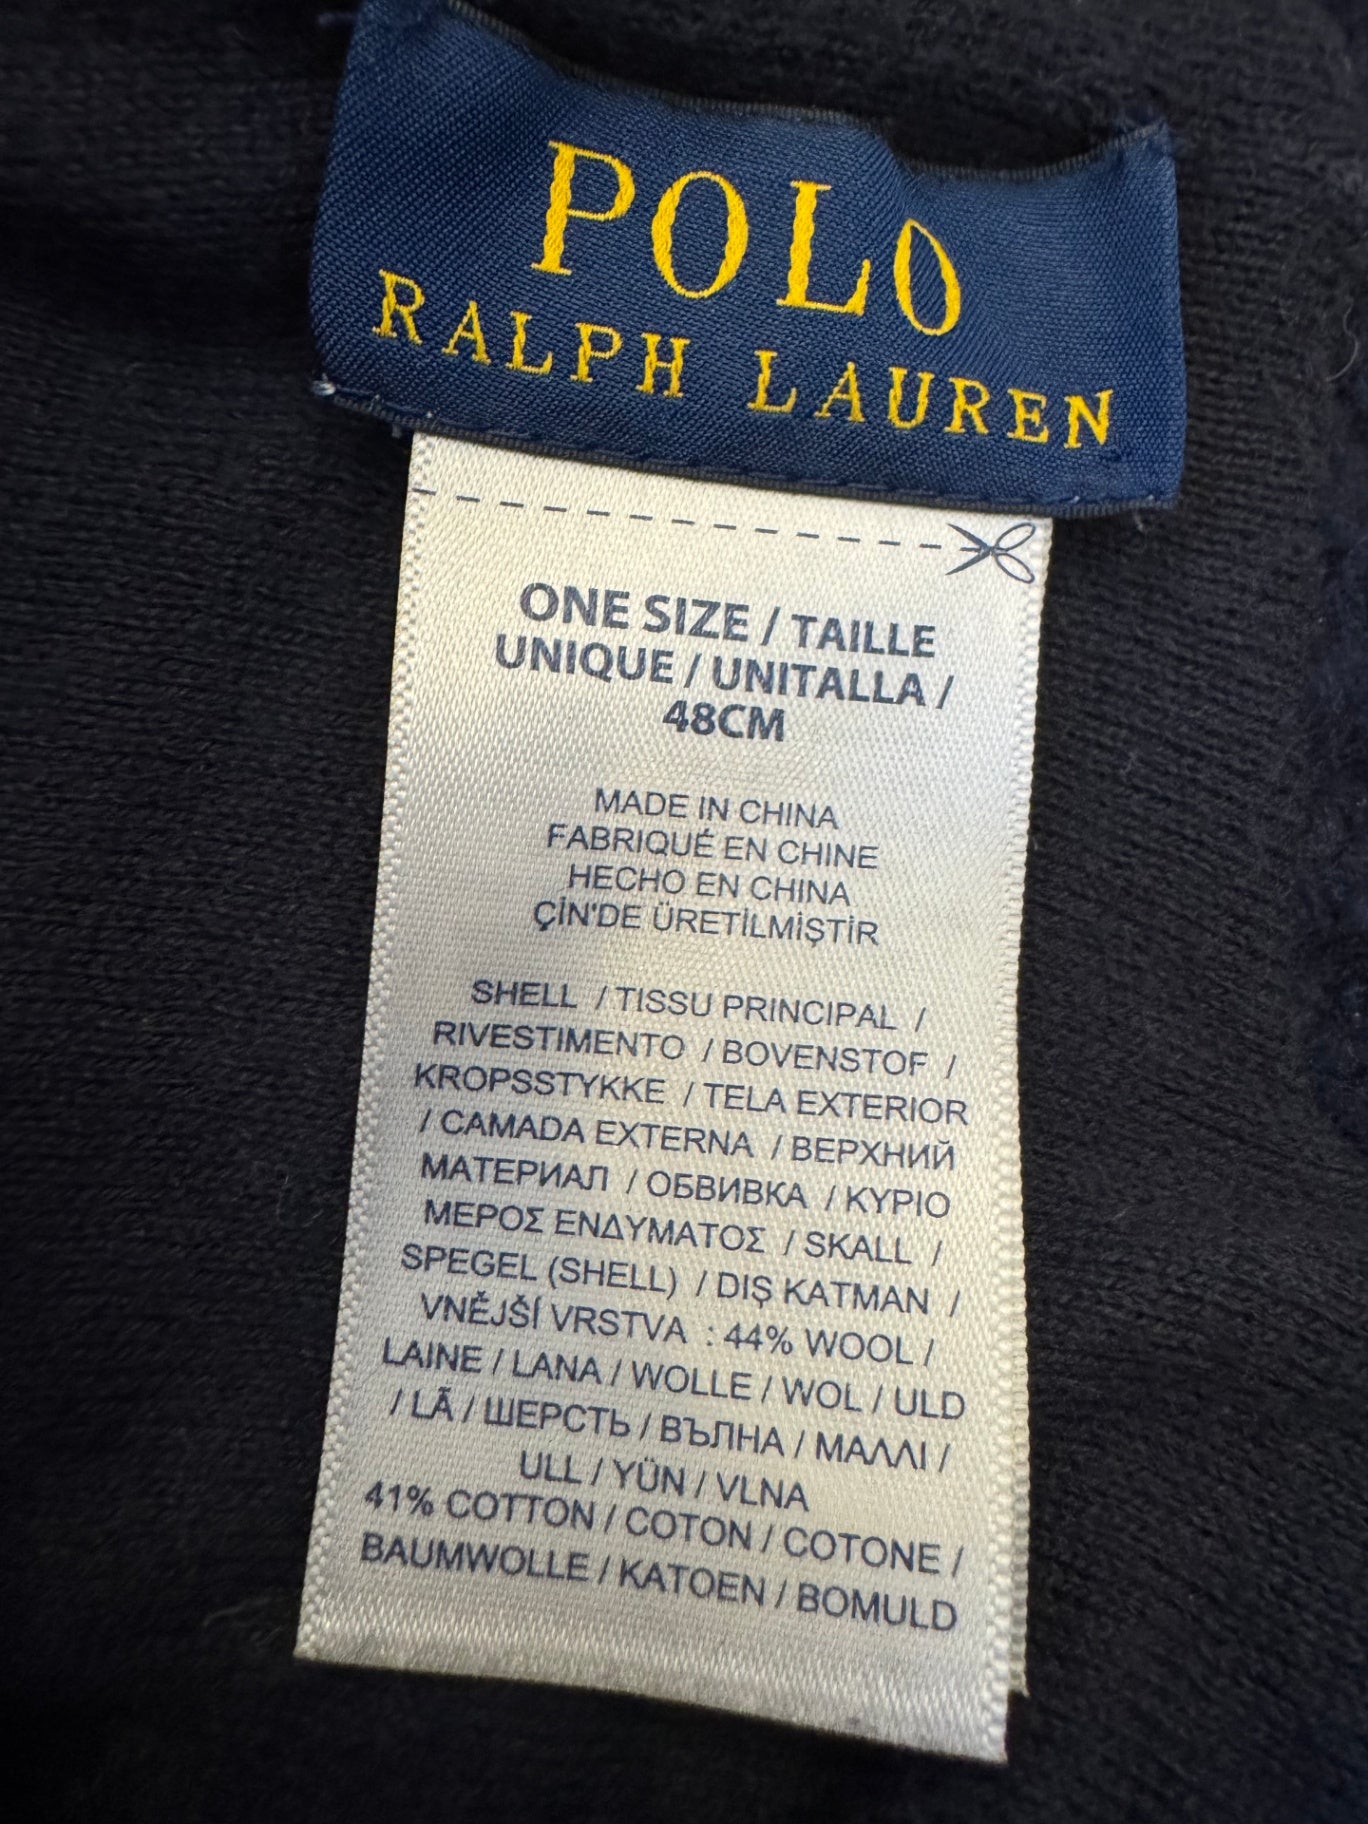 POLO
RALPH LAUREN
ONE SIZE / TAILLE
UNIQUE / UNITALLA /
48CM
MADE IN CHINA
FABRIQUÉ EN CHINE
HECHO EN CHINA
ÇİN'DE ÜRETİLMİŞTİR
SHELL / TISSU PRINCIPAL /
RIVESTIMENTO / BOVENSTOF /
KROPSSTYKKE / TELA EXTERIOR
/ CAMADA EXTERNA / ВЕРХНИЙ
МАТЕРИАЛ / ОБВИВКА / ΚΥΡΙΟ
ΜΕΡΟΣ ΕΝΔΥΜΑΤΟΣ / SKALL /
SPEGEL (SHELL) / DIŞ KATMAN /
VNĚJŠÍ VRSTVA : 44% WOOL /
LAINE / LANA / WOLLE / WOL / ULD
/ LÃ / ШЕРСТЬ / ВЪЛНА / ΜΑΛΛΙ /
ULL / YÜN / VLNA
41% COTTON / COTON / COTONE /
BAUMWOLLE / KATOEN / BOMULD